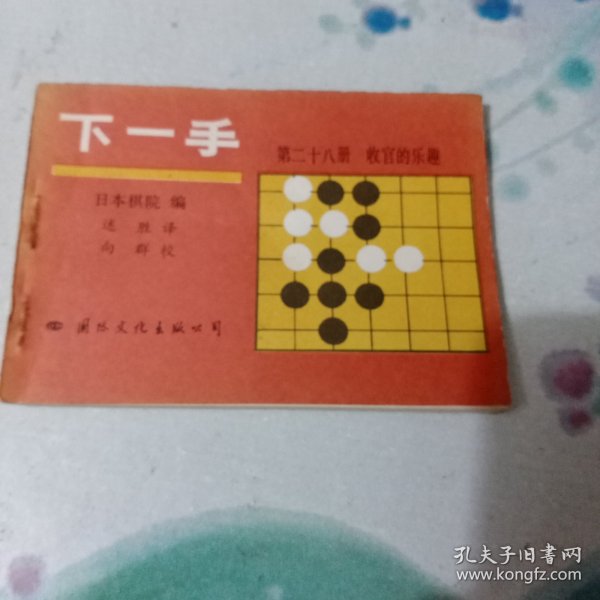 下一手
第二十八册 收官的乐趣
日本棋院 编
述胜译
向群校
国际文化出版公司
孔夫子旧书网
www.kongfz.com